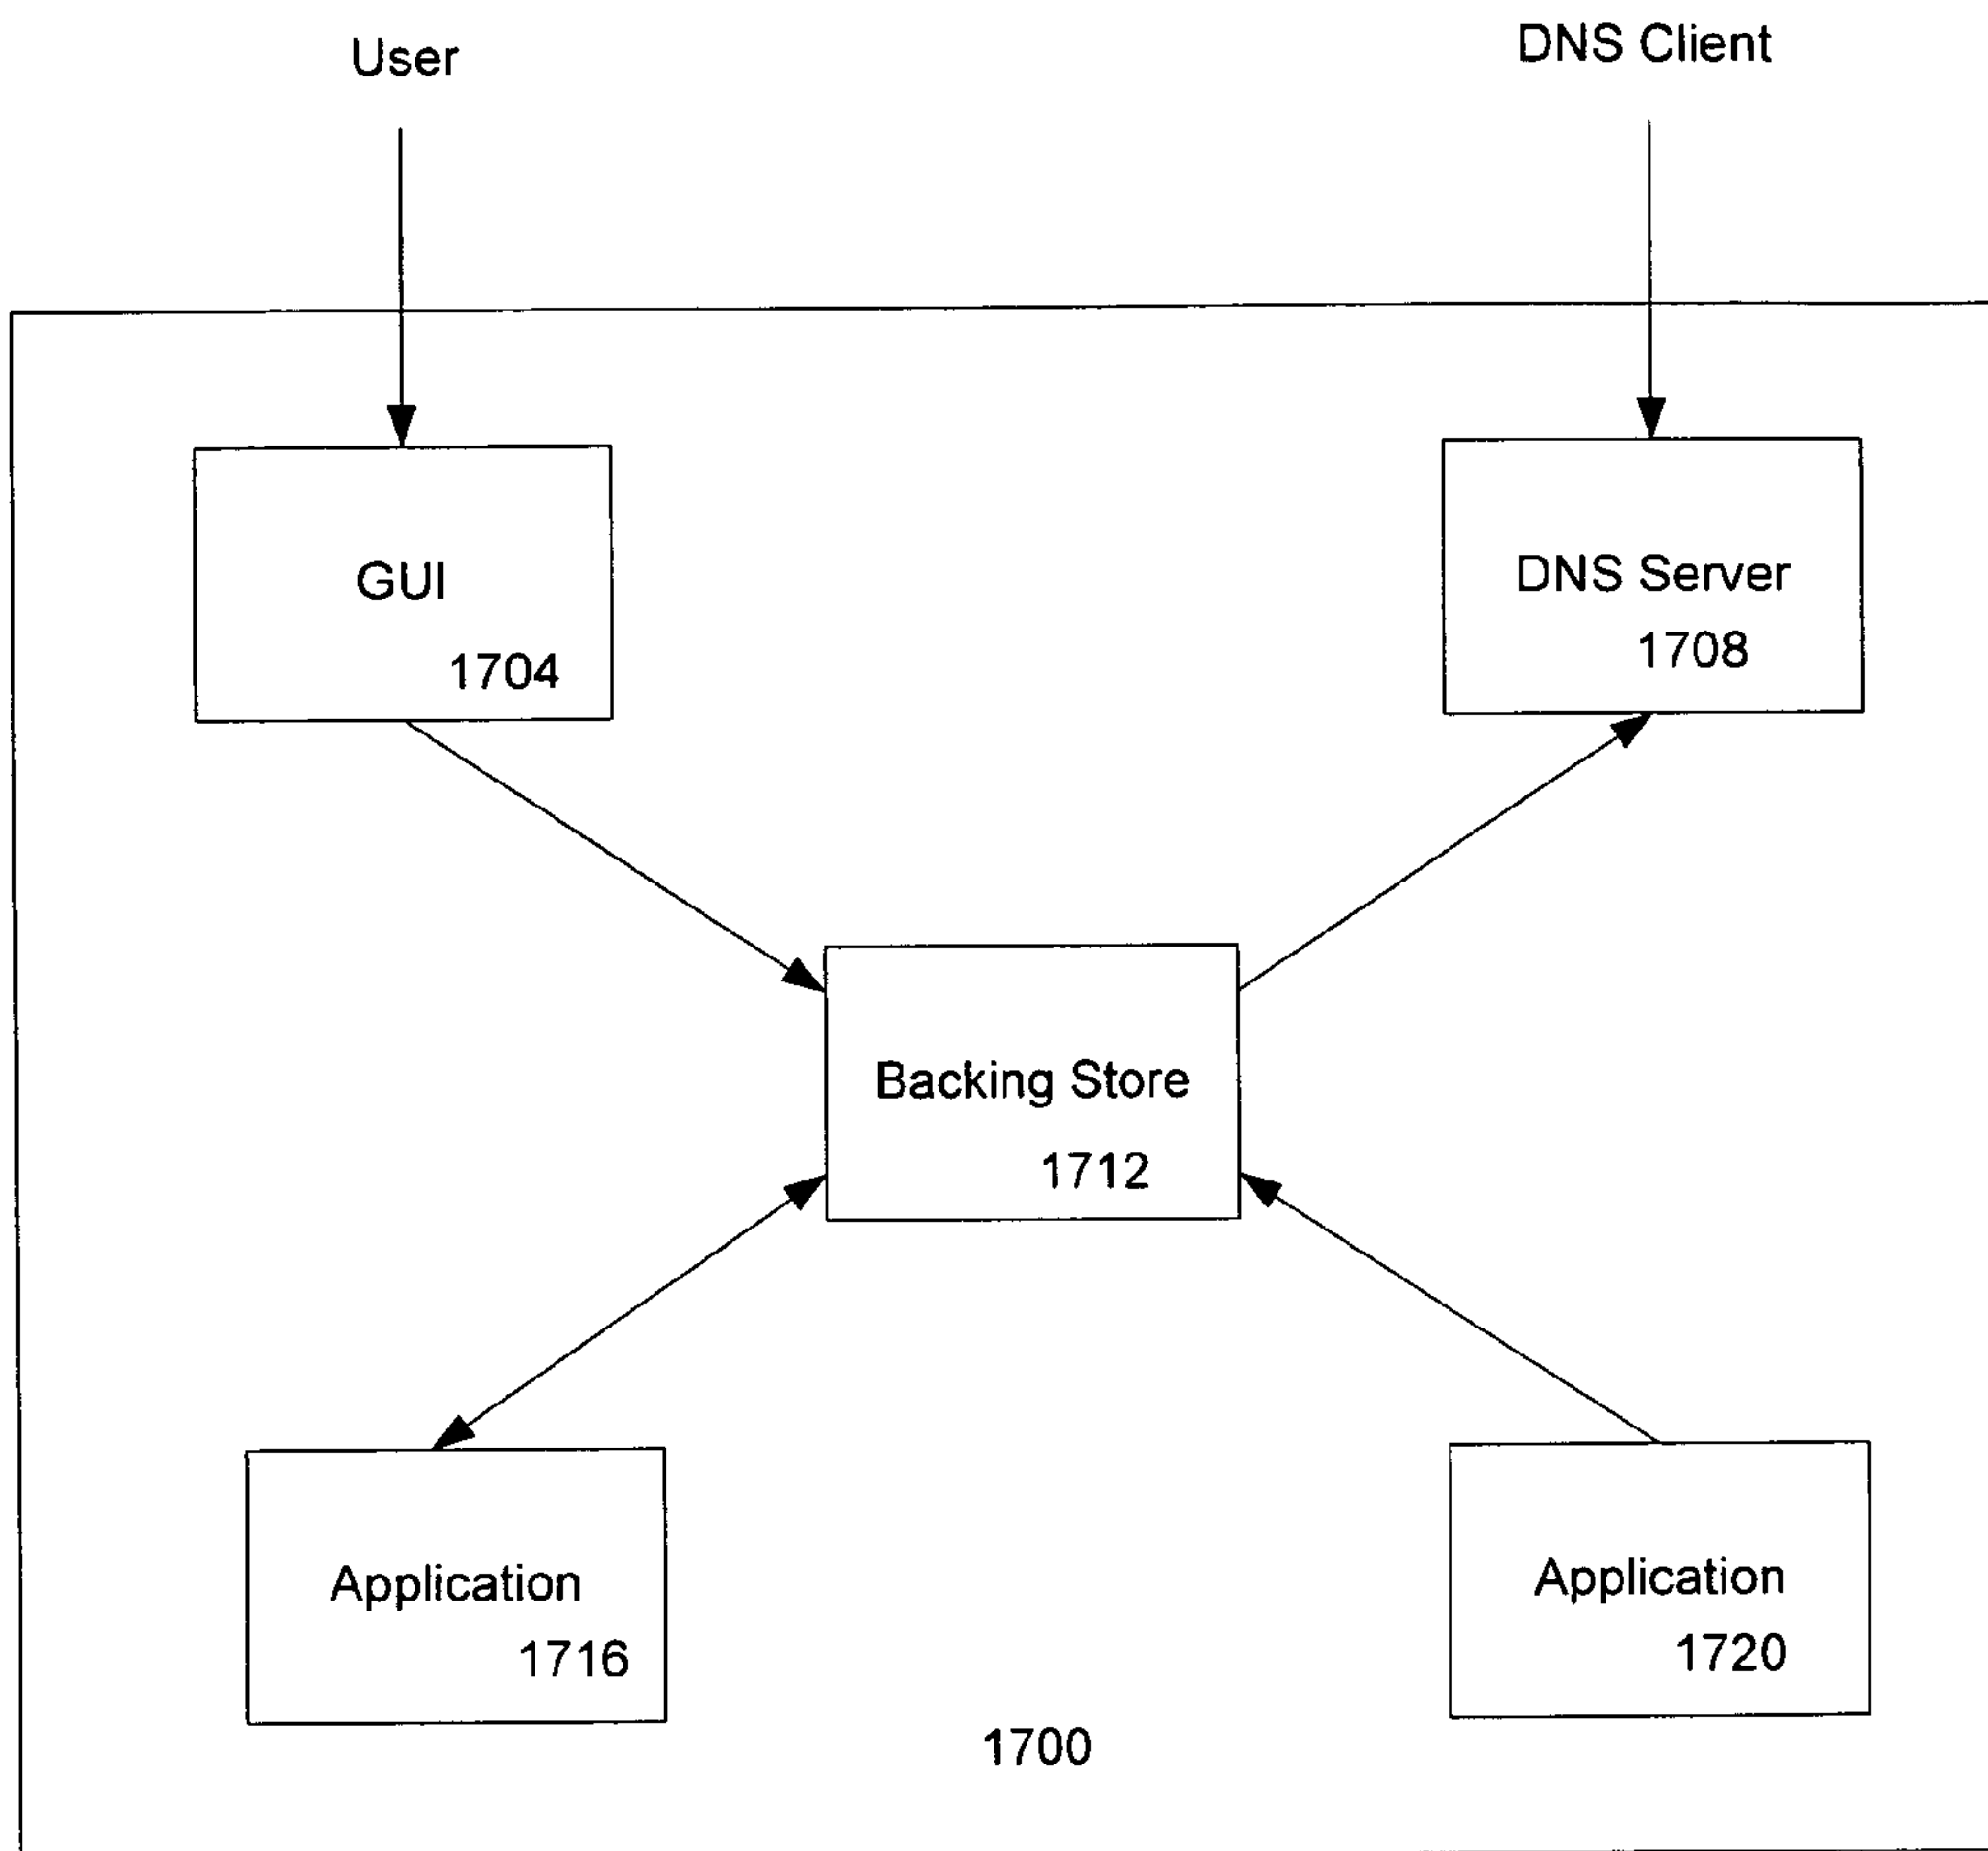 User
DNS Client
GUI
1704
DNS Server
1708
Backing Store
1712
Application
1716
Application
1720
1700